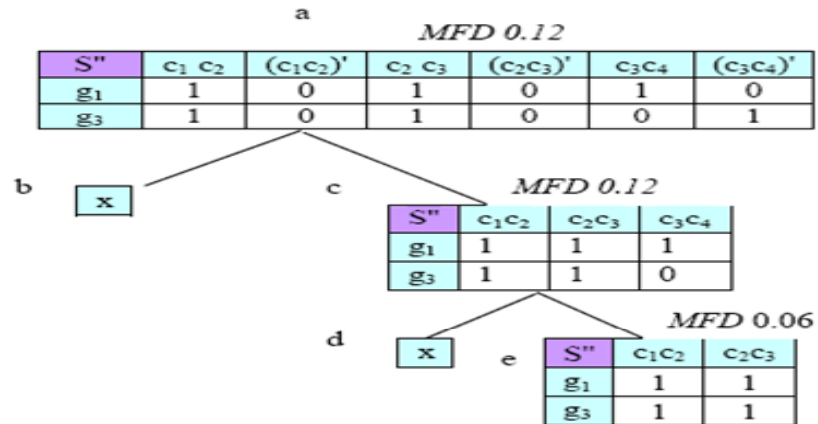 a
MFD 0.12
S" c₁ c₂ (c₁c₂)' c₂ c₃ (c₂c₃)' c₃c₄ (c₃c₄)'
g₁ 1 0 1 0 1 0
g₃ 1 0 1 0 0 1
b x c MFD 0.12
S" c₁c₂ c₂c₃ c₃c₄
g₁ 1 1 1
g₃ 1 1 0
MFD 0.06
d x e S" c₁c₂ c₂c₃
g₁ 1 1
g₃ 1 1